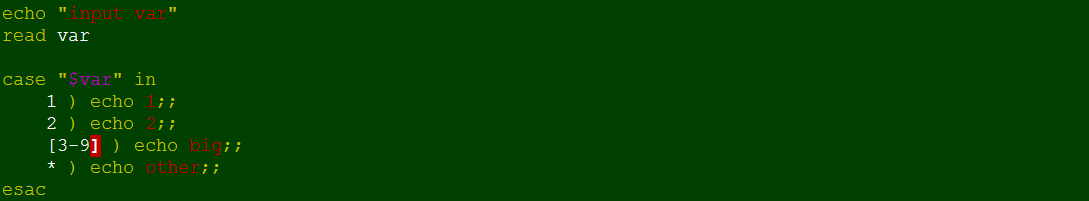 echo "input var"
read var

case "$var" in
    1 ) echo 1;;
    2 ) echo 2;;
    [3-9] ) echo big;;
    * ) echo other;;
esac